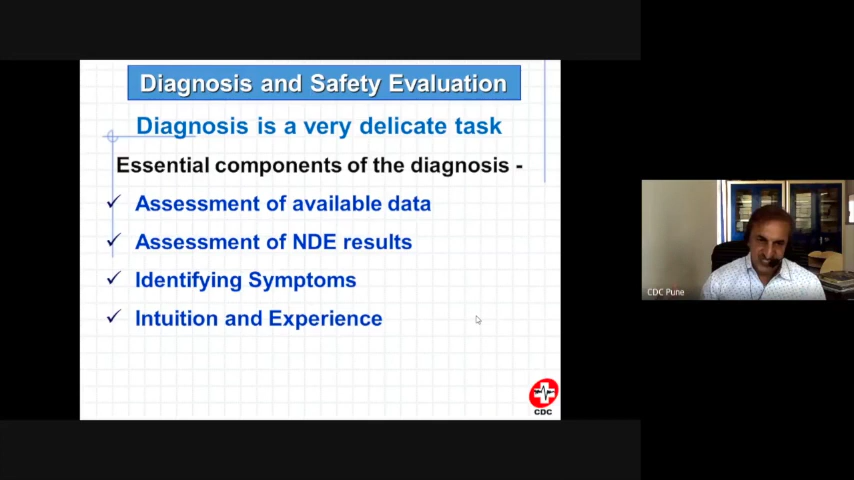 Diagnosis and Safety Evaluation
Diagnosis is a very delicate task
Essential components of the diagnosis -
Assessment of available data
Assessment of NDE results
Identifying Symptoms
Intuition and Experience
CDC
CDC Pune